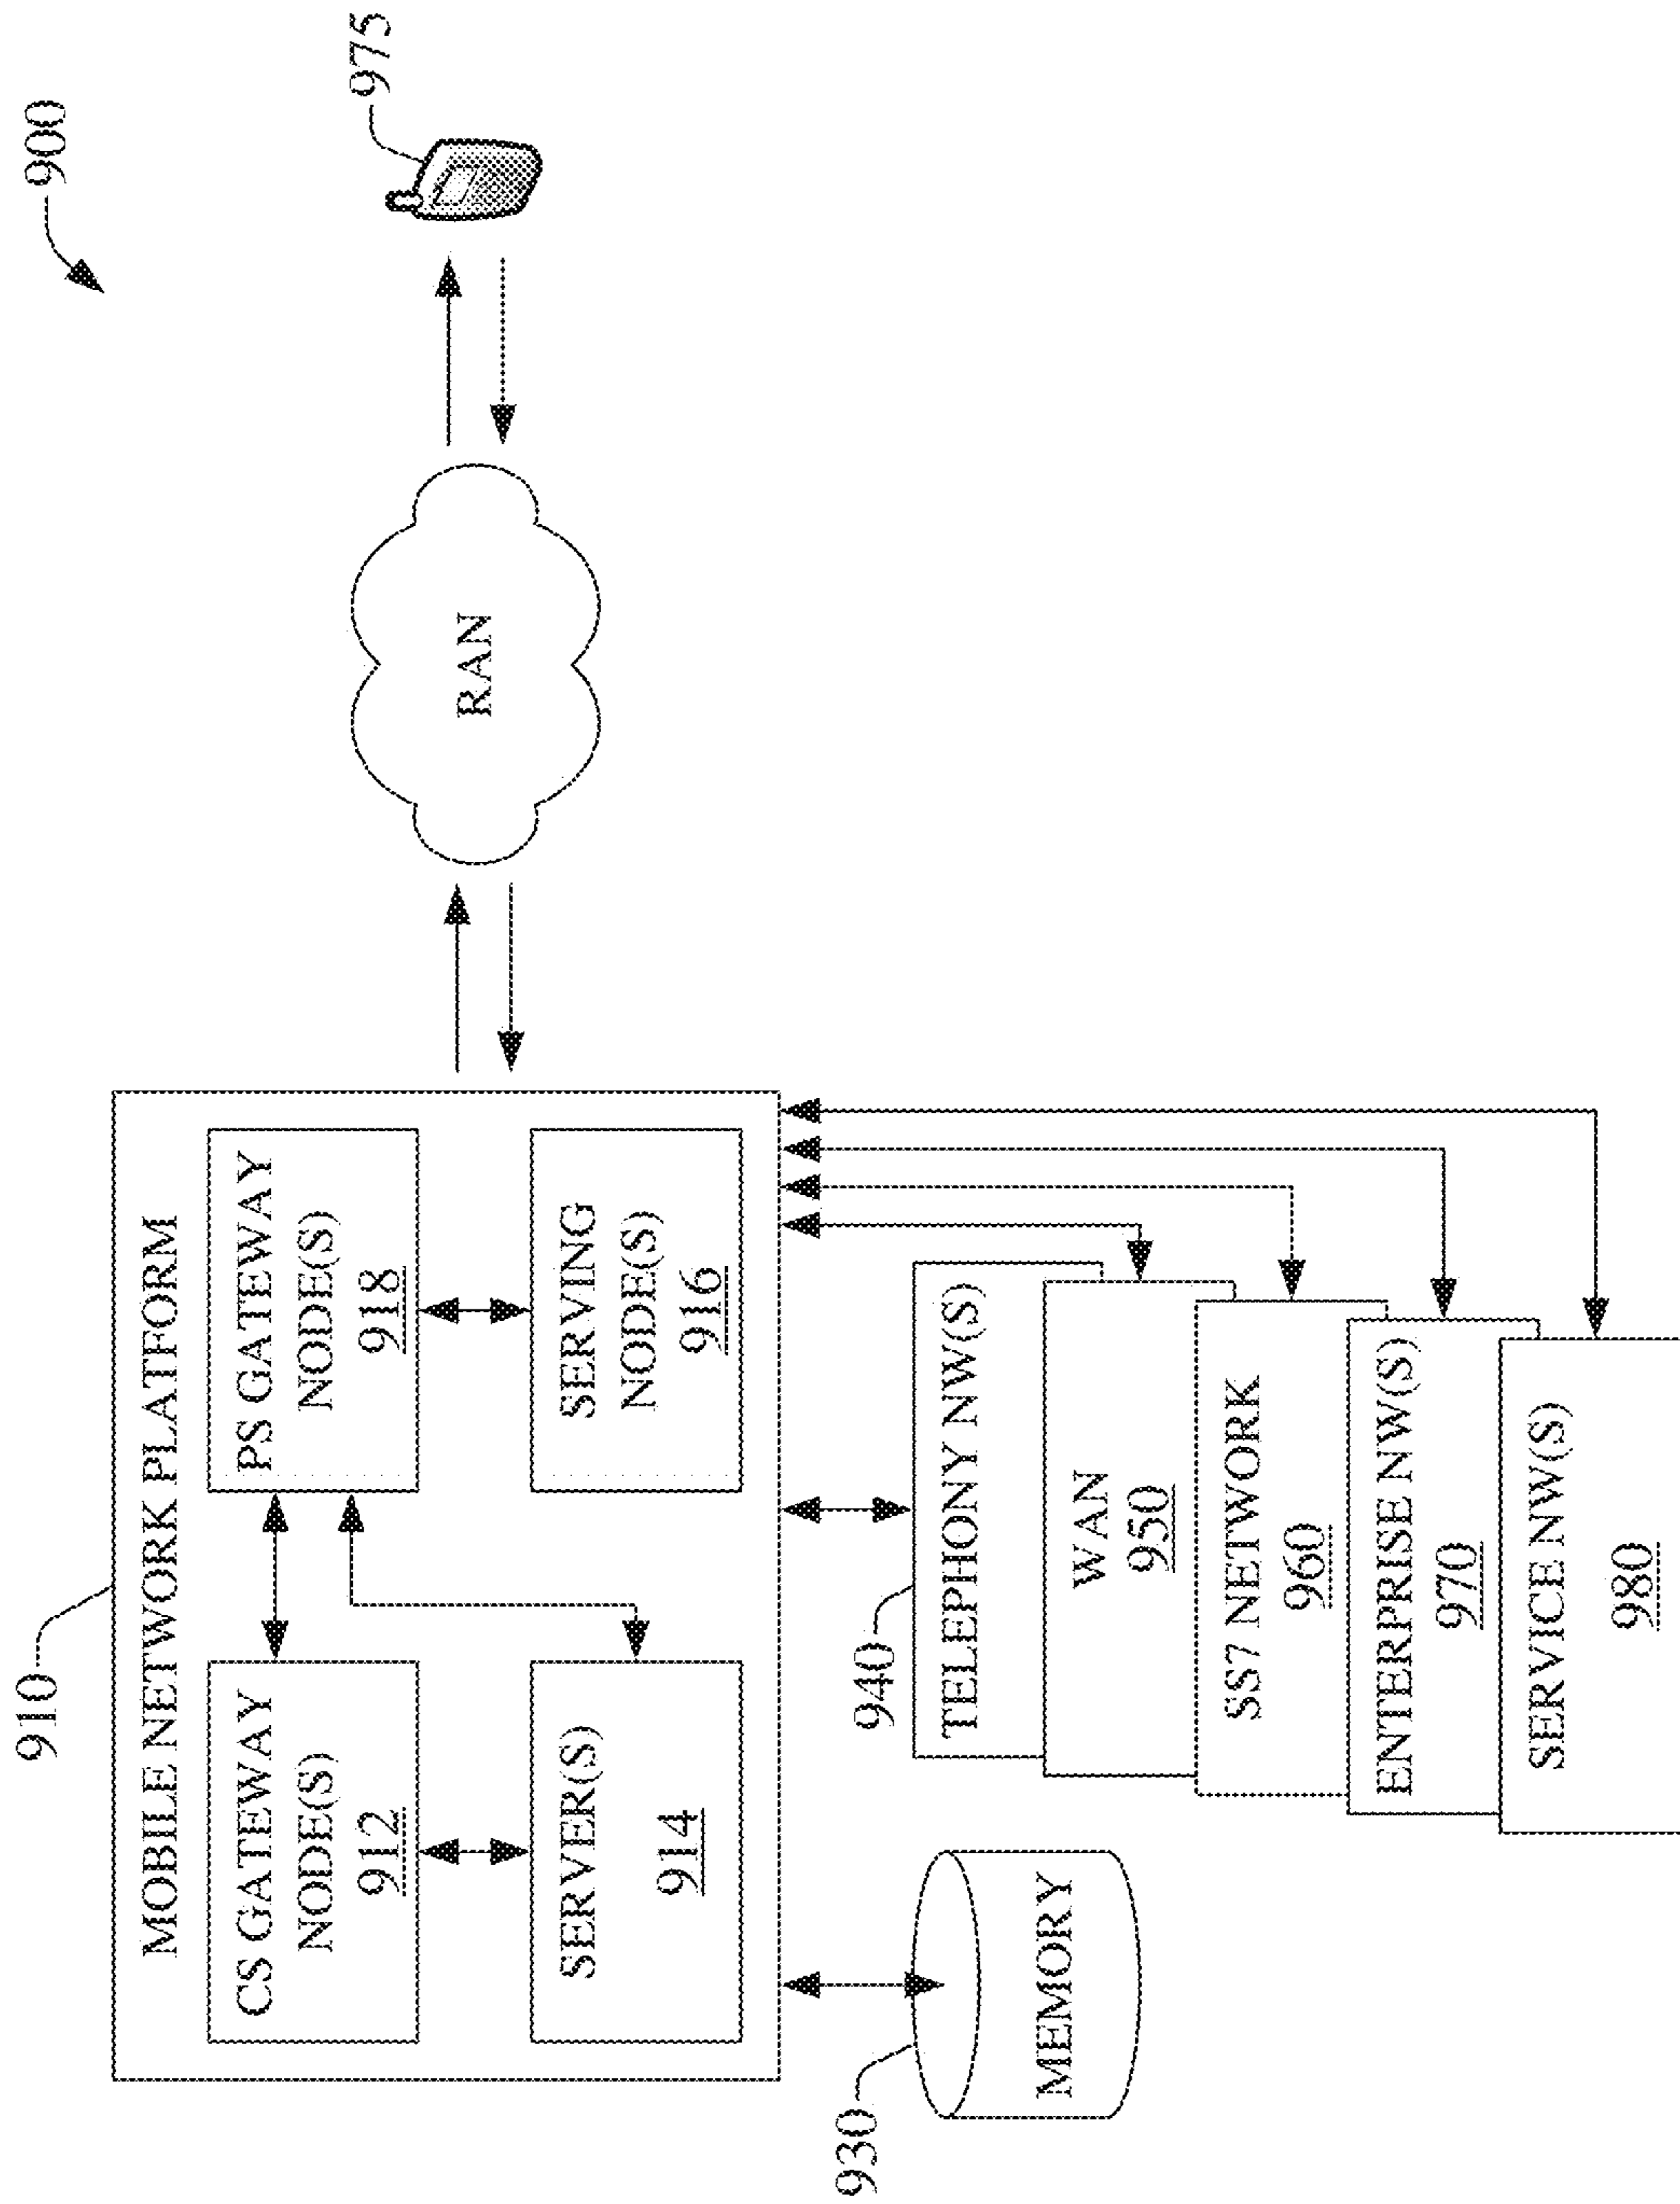 900
910
MOBILE NETWORK PLATFORM
CS GATEWAY
NODE(S)
912
PS GATEWAY
NODE(S)
918
SERVER(S)
914
SERVING
NODE(S)
916
RAN
975
930
MEMORY
940
TELEPHONY NW(S)
WAN
950
SS7 NETWORK
960
ENTERPRISE NW(S)
970
SERVICE NW(S)
980